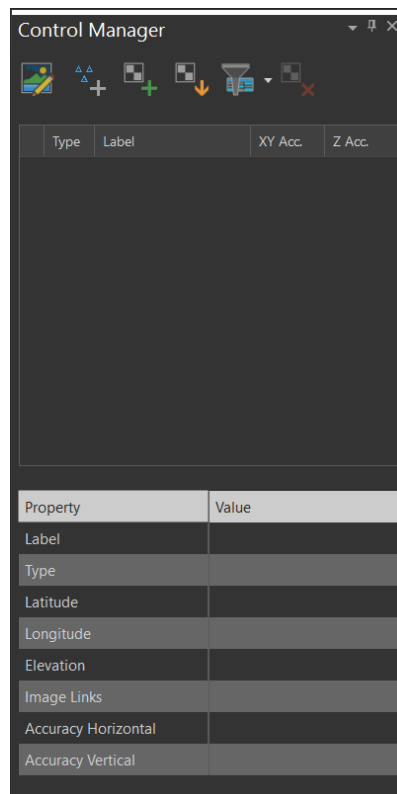 Control Manager
Type Label XY Acc. Z Acc.
Property Value
Label
Type
Latitude
Longitude
Elevation
Image Links
Accuracy Horizontal
Accuracy Vertical